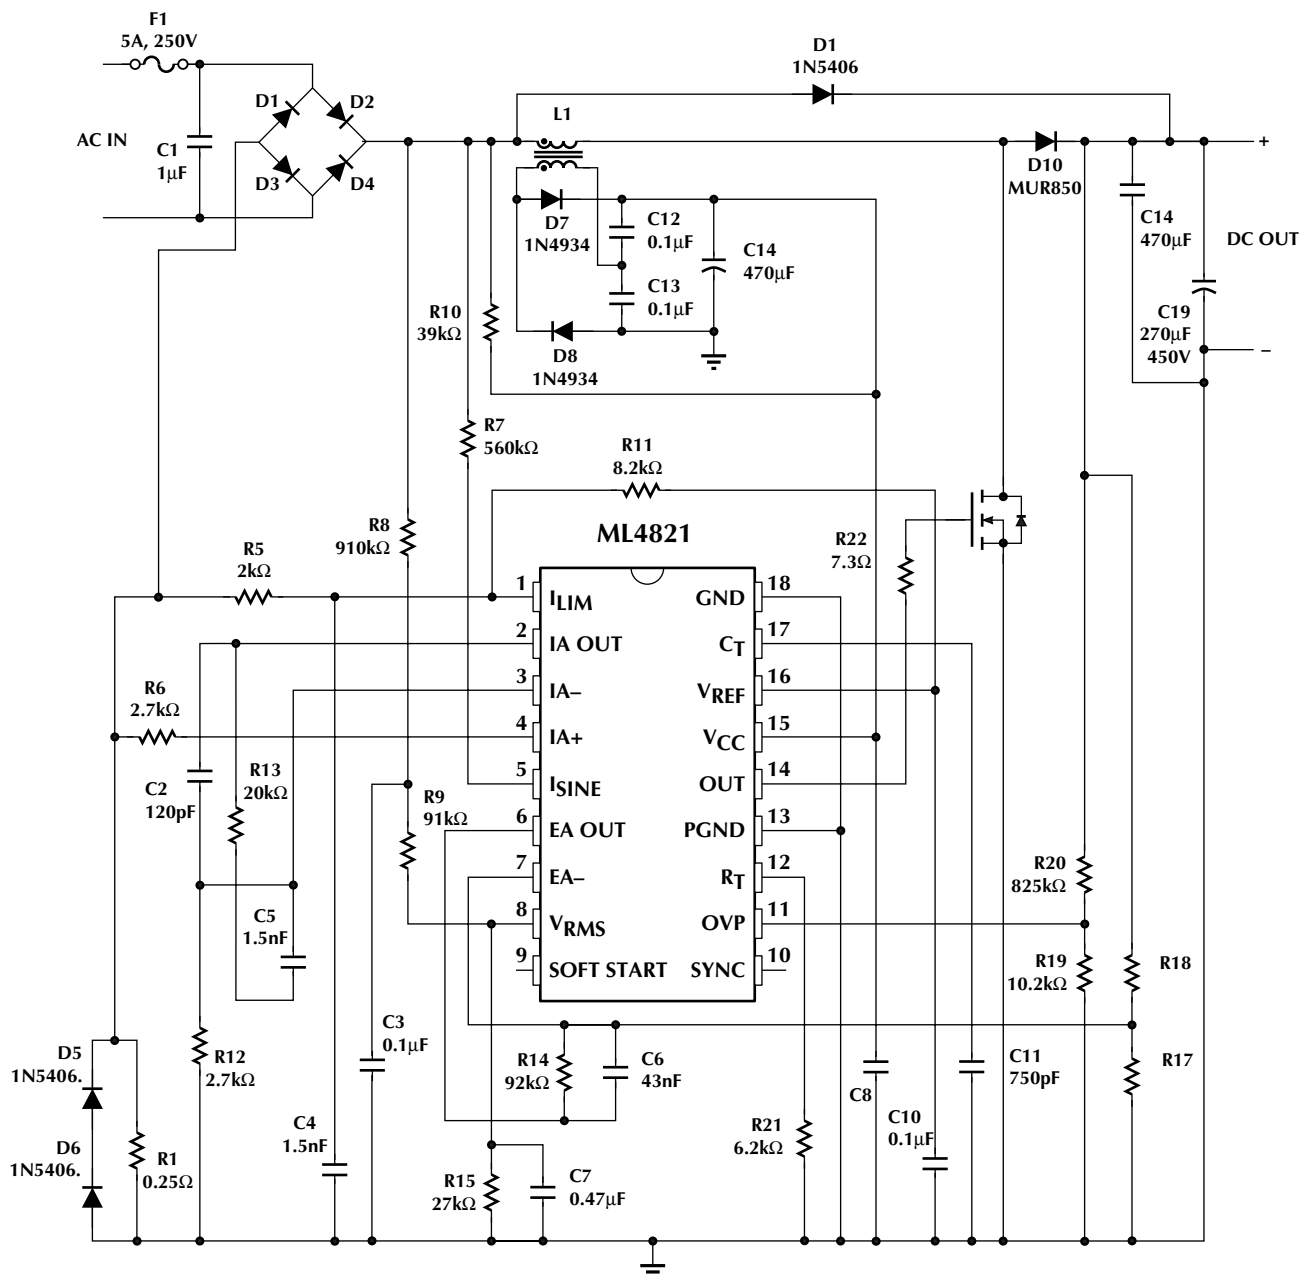 F1
5A, 250V
AC IN
C1
1µF
D1
D2
D3
D4
D1
1N5406
L1
D7
1N4934
D8
1N4934
C12
0.1µF
C13
0.1µF
C14
470µF
D10
MUR850
+
C14
470µF
DC OUT
C19
270µF
450V
–
R10
39kΩ
R7
560kΩ
R11
8.2kΩ
R8
910kΩ
R22
7.3Ω
R5
2kΩ
R6
2.7kΩ
C2
120pF
R13
20kΩ
R9
91kΩ
C5
1.5nF
ML4821
1
ILIM
2
IA OUT
3
IA–
4
IA+
5
ISINE
6
EA OUT
7
EA–
8
VRMS
9
SOFT START
18
GND
17
CT
16
VREF
15
VCC
14
OUT
13
PGND
12
RT
11
OVP
10
SYNC
R20
825kΩ
R19
10.2kΩ
R18
R17
D5
1N5406.
D6
1N5406.
R1
0.25Ω
R12
2.7kΩ
C4
1.5nF
C3
0.1µF
R14
92kΩ
C6
43nF
R15
27kΩ
C7
0.47µF
R21
6.2kΩ
C8
C10
0.1µF
C11
750pF